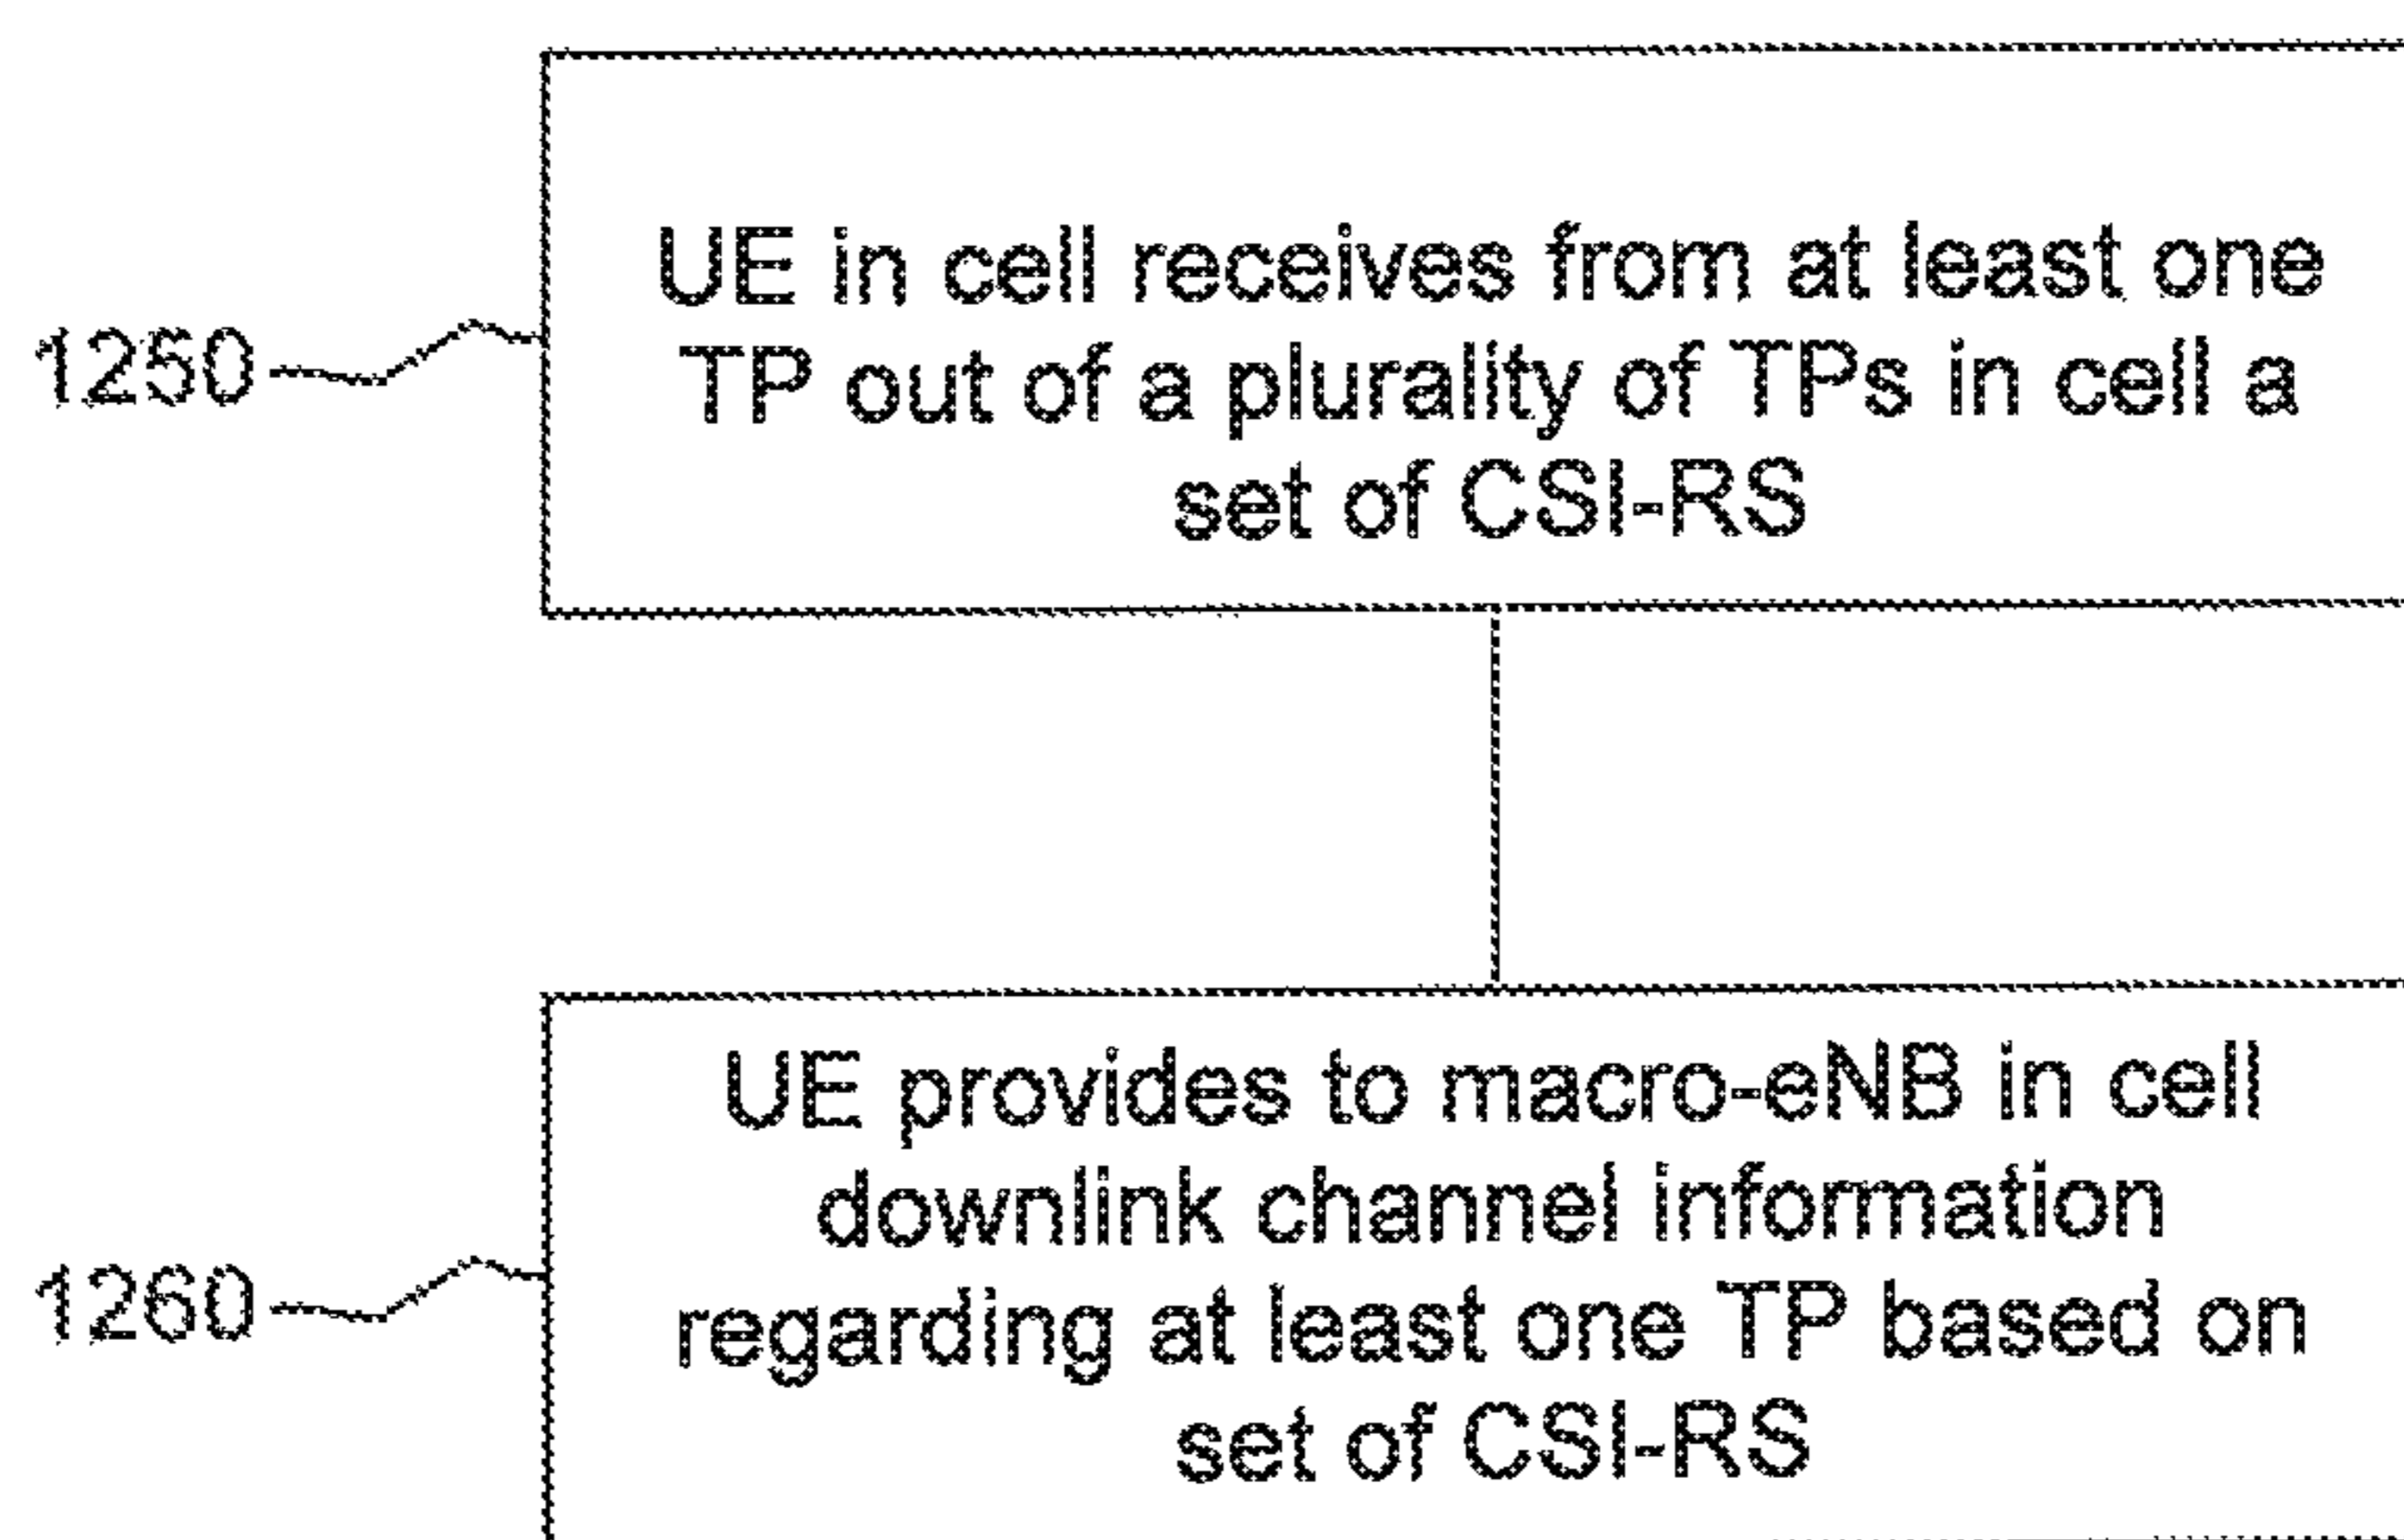 UE in cell receives from at least one
1250
TP out of a plurality of TPs in cell a
set of CSI-RS
UE provides to macro-eNB in cell
downlink channel information
1260
regarding at least one TP based on
set of CSI-RS